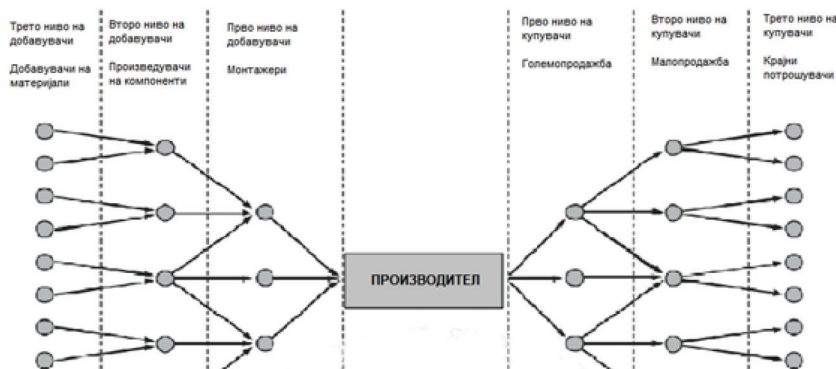 Трето ниво на
добавувачи
Добавувачи на
материјали
Второ ниво на
добавувачи
Произведувачи
на компоненти
Прво ниво на
добавувачи
Монтажери
Прво ниво на
купувачи
Големопродажба
Второ ниво на
купувачи
Малопродажба
Трето ниво на
купувачи
Крајни
потрошувачи
ПРОИЗВОДИТЕЛ